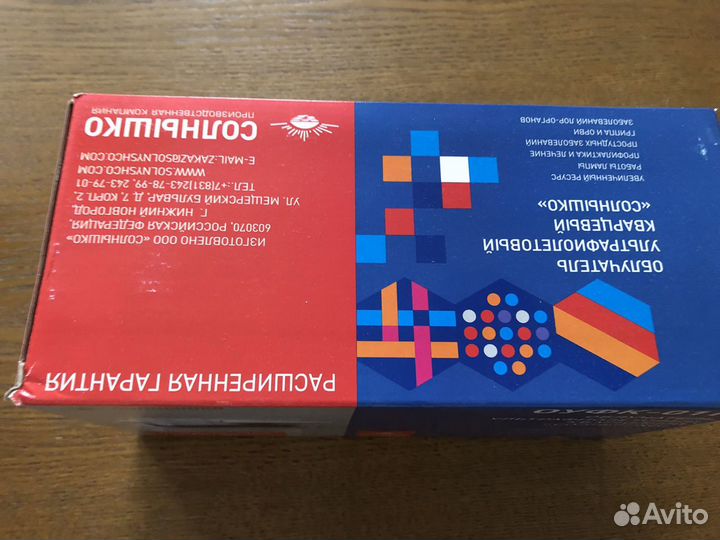 РАСШИРЕННАЯ ГАРАНТИЯ
ИЗГОТОВЛЕНО ООО «СОЛНЫШКО»
603070, РОССИЙСКАЯ ФЕДЕРАЦИЯ,
Г. НИЖНИЙ НОВГОРОД,
УЛ. МЕЩЕРСКИЙ БУЛЬВАР, Д. 7, КОРП. 2.
ТЕЛ.:+7(831)243-78-99, 243-79-01
WWW.SOLNYSHCO.COM
E-MAIL-ZAKAZ@SOLNYSHCO.COM
СОЛНЫШКО
ПРОИЗВОДСТВЕННАЯ КОМПАНИЯ
ОБЛУЧАТЕЛЬ
УЛЬТРАФИОЛЕТОВЫЙ
КВАРЦЕВЫЙ
«СОЛНЫШКО»
УВЕЛИЧЕННЫЙ РЕСУРС
РАБОТЫ ЛАМПЫ
ПРОФИЛАКТИКА И ЛЕЧЕНИЕ
ПРОСТУДНЫХ ЗАБОЛЕВАНИЙ
ГРИППА И ОРВИ
ЗАБОЛЕВАНИЙ ЛОР-ОРГАНОВ
ОУФК-01
Avito